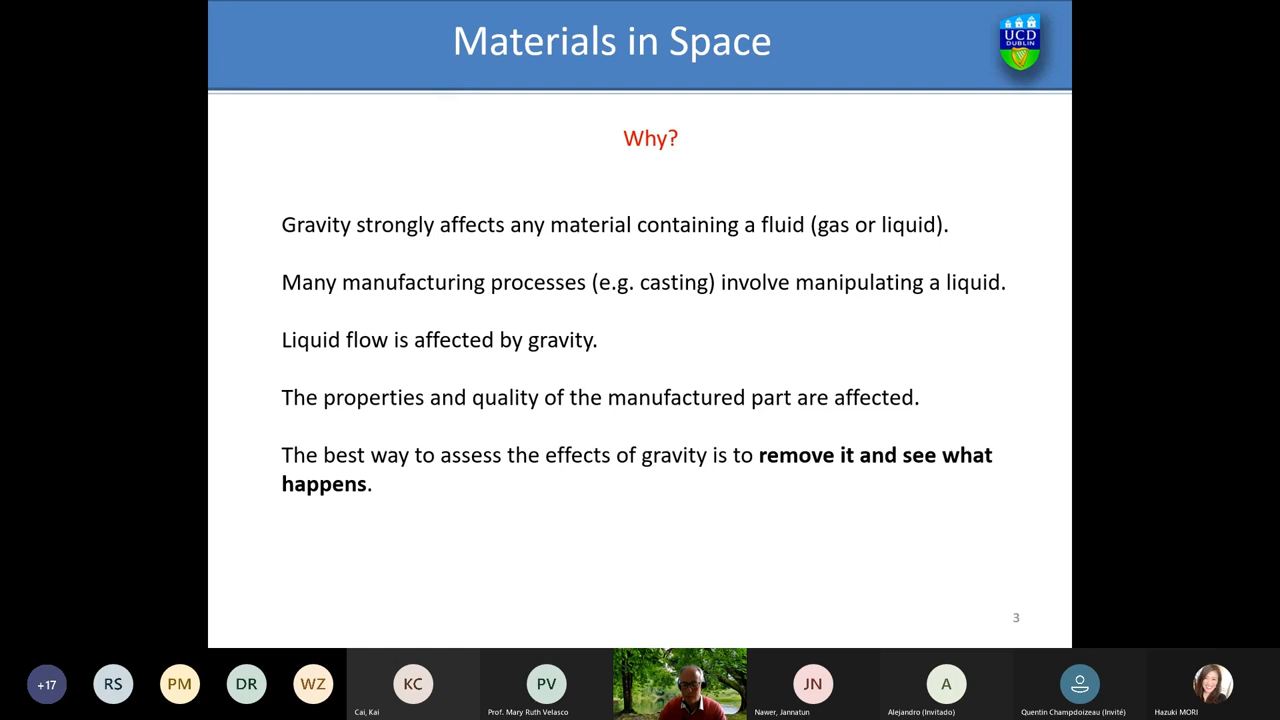 Materials in Space
UCD
DUBLIN
Why?
Gravity strongly affects any material containing a fluid (gas or liquid).
Many manufacturing processes (e.g. casting) involve manipulating a liquid.
Liquid flow is affected by gravity.
The properties and quality of the manufactured part are affected.
The best way to assess the effects of gravity is to remove it and see what
happens.
3
+17
RS
PM
DR
WZ
KC
PV
JN
A
Cai, Kai
Prof. Mary Ruth Velasco
Nawer, Jannatun
Alejandro (Invitado)
Quentin Champdoizeau (Invité)
Hazuki MORI